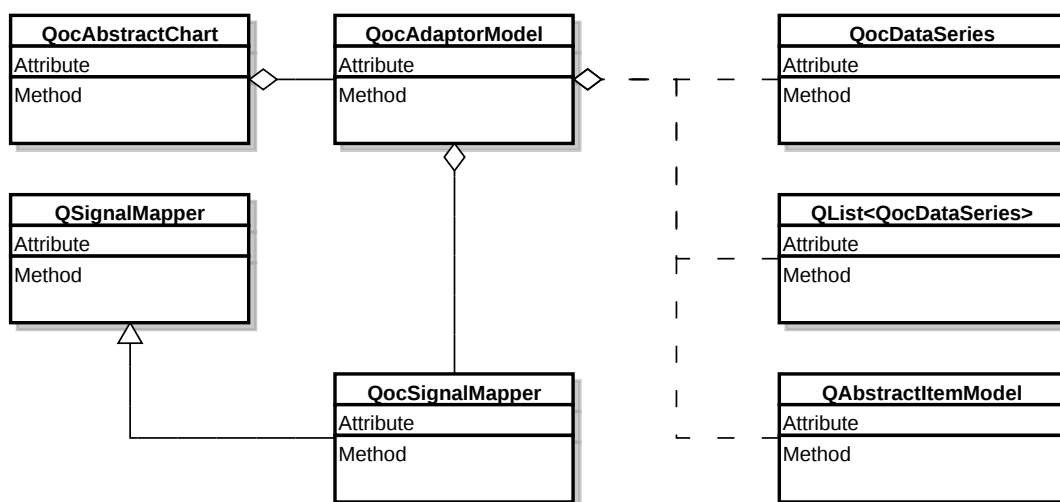 QocAbstractChart
Attribute
Method
QocAdaptorModel
Attribute
Method
QocDataSeries
Attribute
Method
QSignalMapper
Attribute
Method
QList<QocDataSeries>
Attribute
Method
QocSignalMapper
Attribute
Method
QAbstractItemModel
Attribute
Method